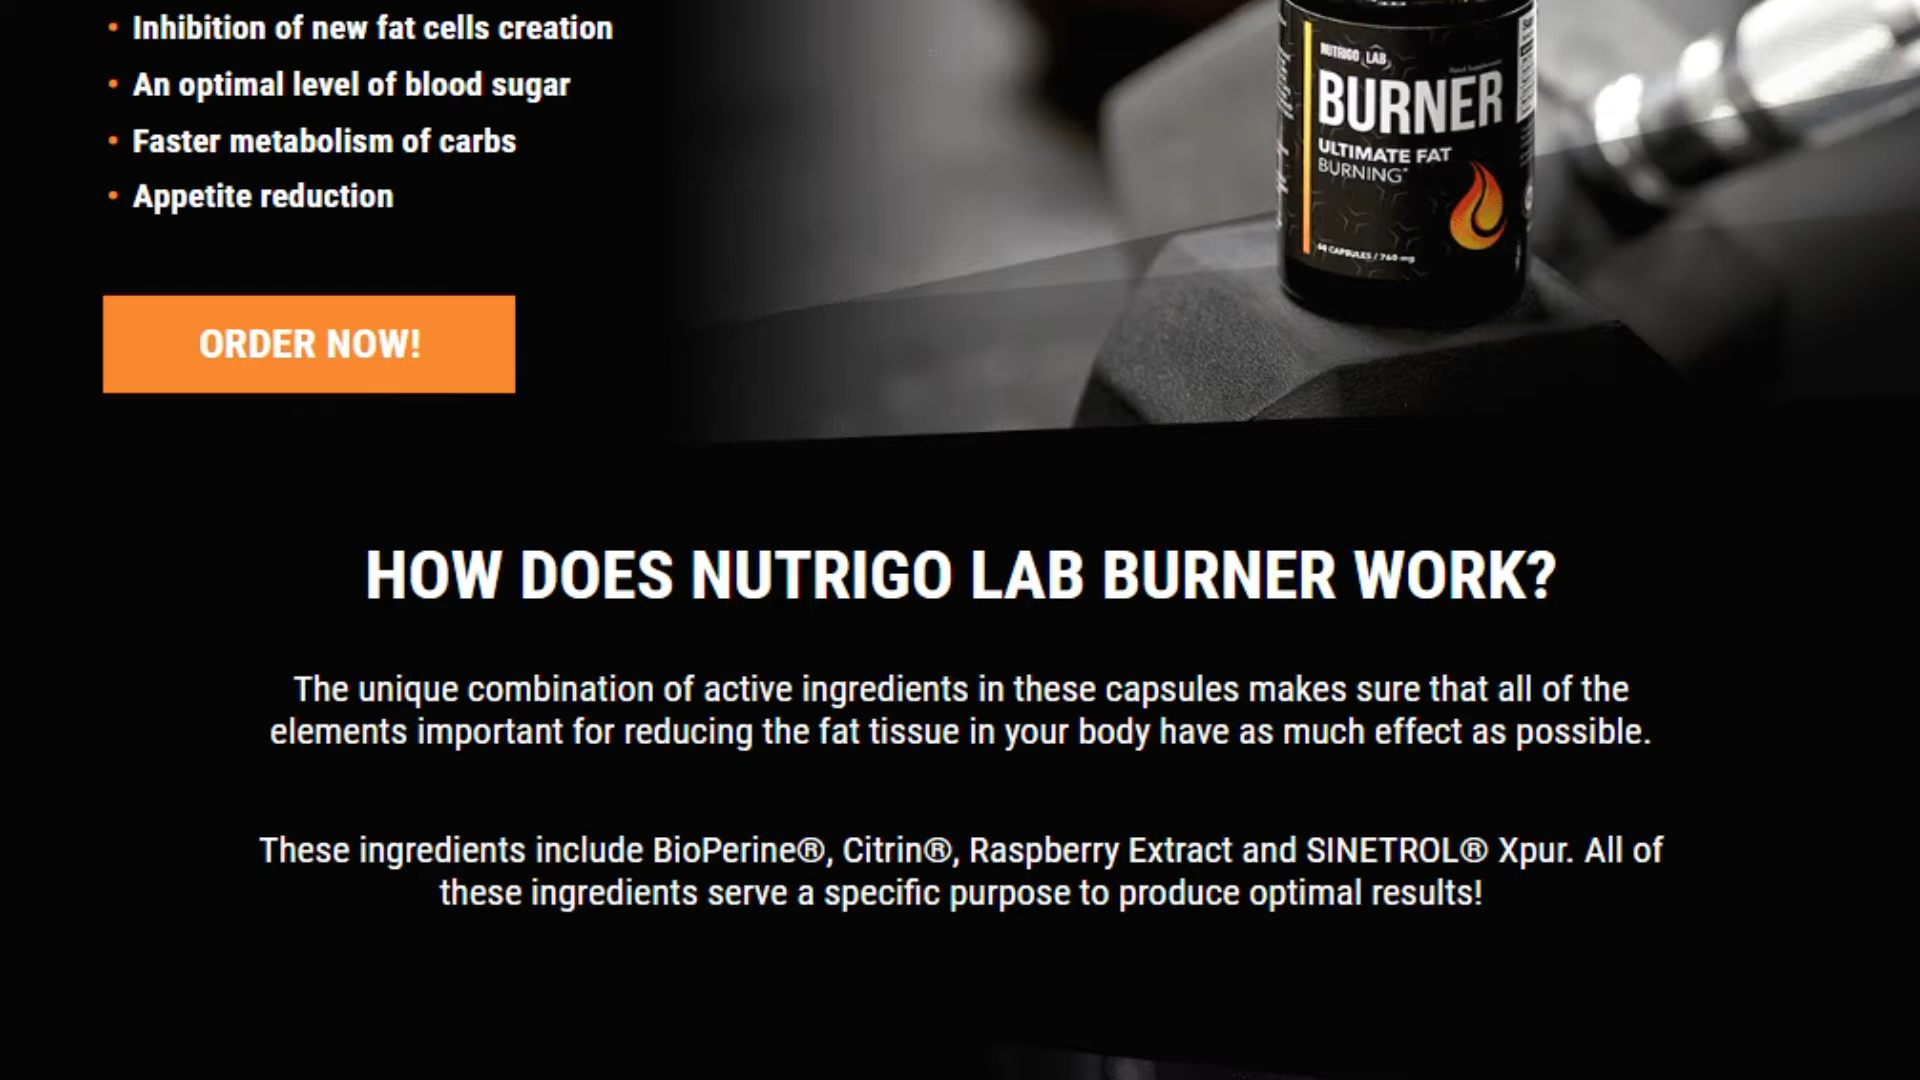 Inhibition of new fat cells creation
An optimal level of blood sugar
Faster metabolism of carbs
Appetite reduction
ORDER NOW!
NUTRIGO LAB
BURNER
ULTIMATE FAT
BURNING*
CAPSULES / 760 mg
HOW DOES NUTRIGO LAB BURNER WORK?
The unique combination of active ingredients in these capsules makes sure that all of the
elements important for reducing the fat tissue in your body have as much effect as possible.
These ingredients include BioPerine®, Citrin®, Raspberry Extract and SINETROL® Xpur. All of
these ingredients serve a specific purpose to produce optimal results!